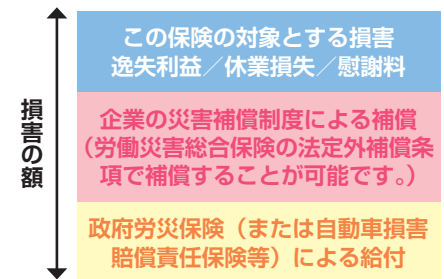 損害の額
この保険の対象とする損害
逸失利益／休業損失／慰謝料
企業の災害補償制度による補償
（労働災害総合保険の法定外補償条
項で補償することが可能です。）
政府労災保険（または自動車損害
賠償責任保険等）による給付